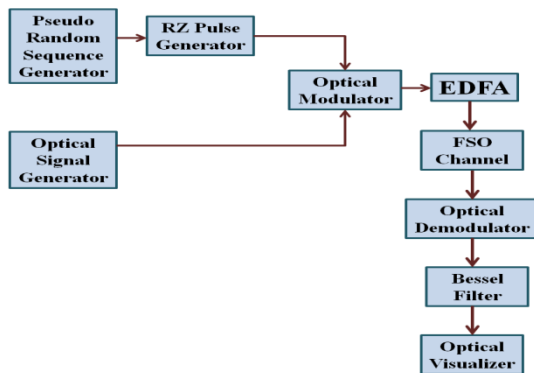 Pseudo
Random
Sequence
Generator
RZ Pulse
Generator
Optical
Modulator
EDFA
Optical
Signal
Generator
FSO
Channel
Optical
Demodulator
Bessel
Filter
Optical
Visualizer